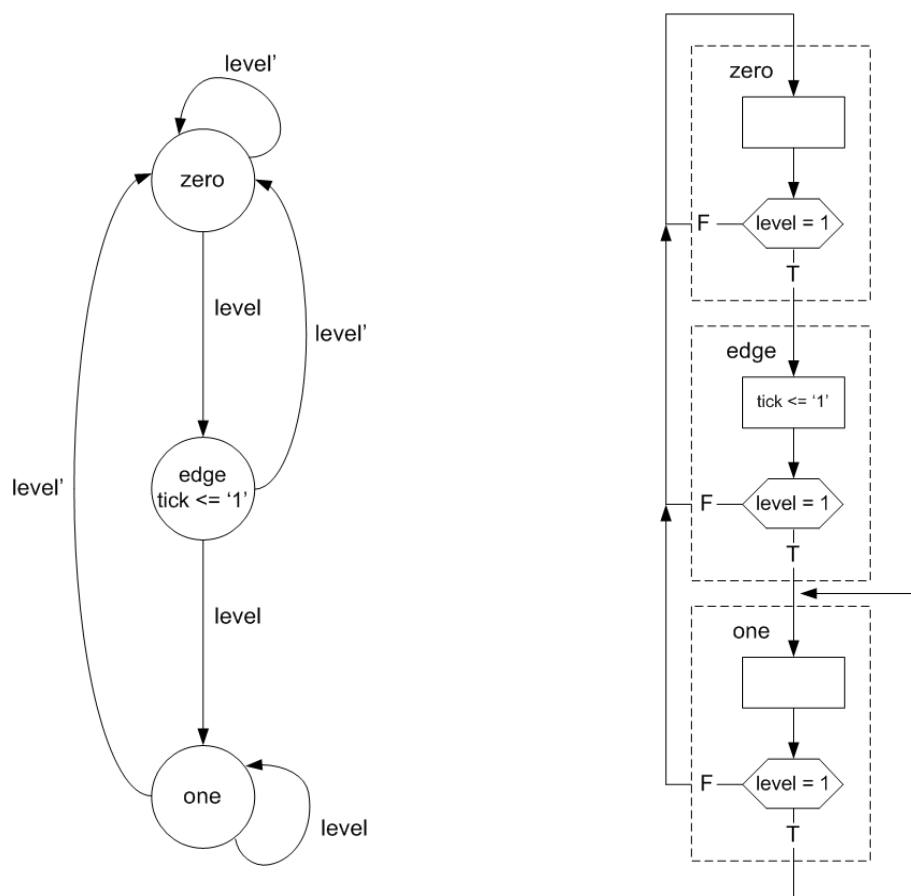 level’
zero
level
level’
edge
tick <= ‘1’
level’
level
one
level
zero
level = 1
F
T
edge
tick <= ‘1’
level = 1
F
T
one
level = 1
F
T